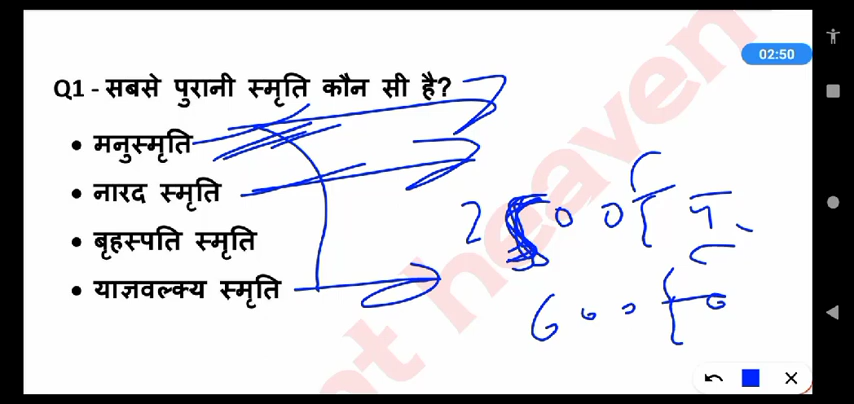 02:50
Q1 - सबसे पुरानी स्मृति कौन सी है?
• मनुस्मृति
• नारद स्मृति
• बृहस्पति स्मृति
• याज्ञवल्क्य स्मृति